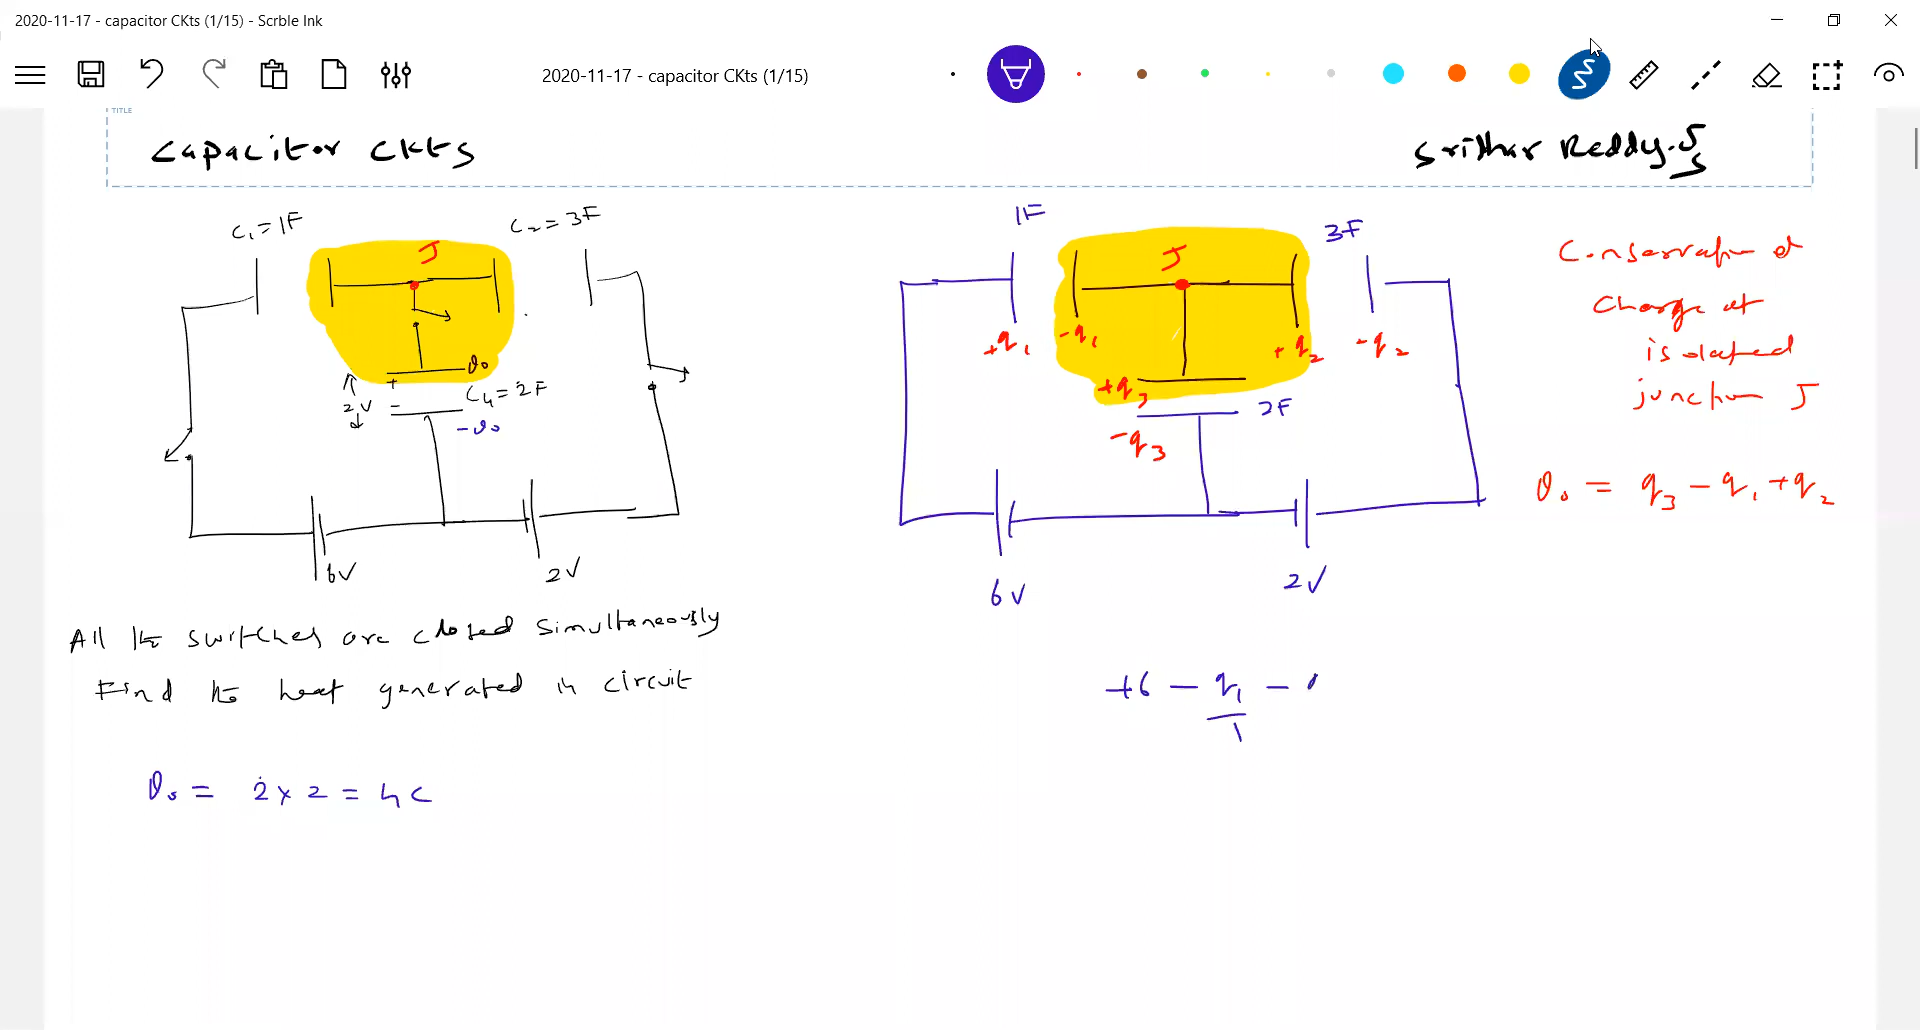 2020-11-17 - capacitor CKts (1/15) - Scrble Ink
2020-11-17 - capacitor CKts (1/15)
TITLE
Capacitor CKts
Srithar Reddy.S
C₁ = 1F
C₂ = 3F
J
+
Q₀
2V
C₄ = 2F
-
-Q₀
6V
2V
All the switches are closed simultaneously
Find the heat generated in circuit
Q₀ = 2 × 2 = 4C
1F
3F
J
+q₁
-q₁
+q₂
-q₂
+q₃
2F
-q₃
6V
2V
Conservation of
Charge at
isolated
junction J
Q₀ = q₃ - q₁ + q₂
+6 - q₁/1 -